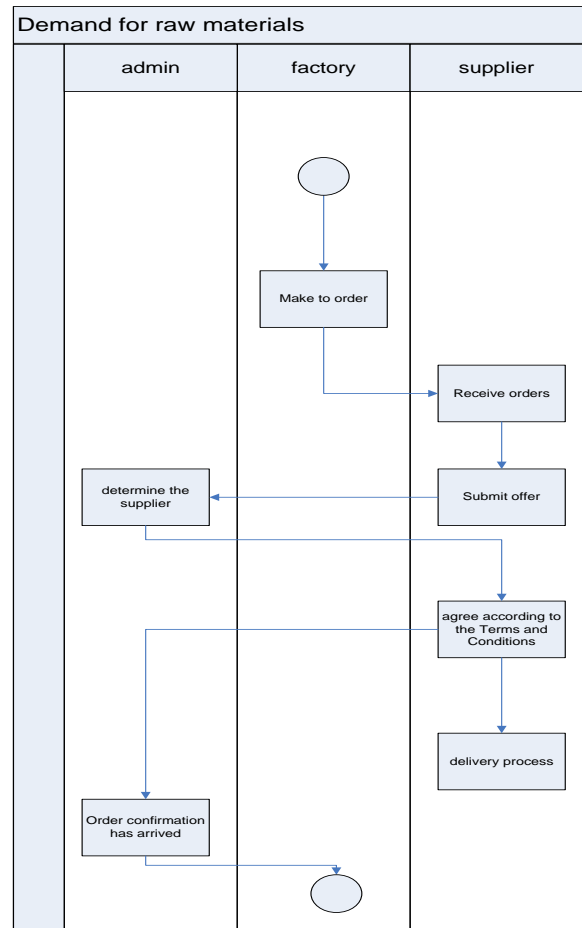 Demand for raw materials
admin
factory
supplier
Make to order
Receive orders
determine the
supplier
Submit offer
agree according to
the Terms and
Conditions
delivery process
Order confirmation
has arrived